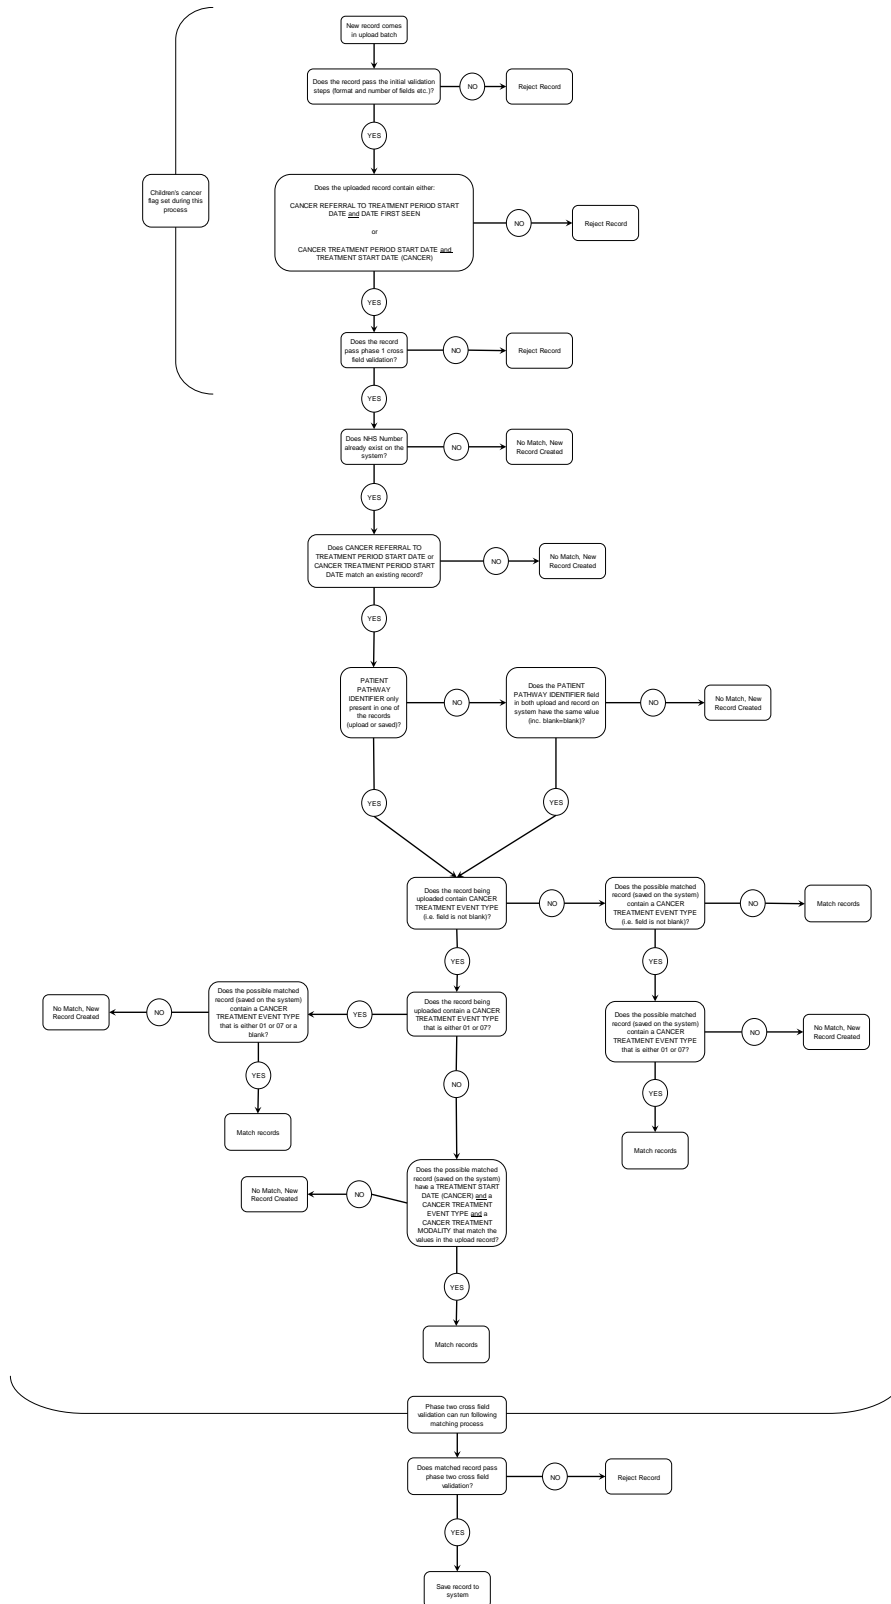 New record comes
in upload batch
Does the record pass the initial validation
steps (format and number of fields etc.)?
NO
Reject Record
YES
Children's cancer
flag set during this
process
Does the uploaded record contain either:
CANCER REFERRAL TO TREATMENT PERIOD START
DATE and DATE FIRST SEEN
or
CANCER TREATMENT PERIOD START DATE and
TREATMENT START DATE (CANCER)
NO
Reject Record
YES
Does the record
pass phase 1 cross
field validation?
NO
Reject Record
YES
Does NHS Number
already exist on the
system?
NO
No Match, New
Record Created
YES
Does CANCER REFERRAL TO
TREATMENT PERIOD START DATE or
CANCER TREATMENT PERIOD START
DATE match an existing record?
NO
No Match, New
Record Created
YES
PATIENT
PATHWAY
IDENTIFIER only
present in one of
the records
(upload or saved)?
NO
Does the PATIENT
PATHWAY IDENTIFIER field
in both upload and record on
system have the same value
(inc. blank=blank)?
NO
No Match, New
Record Created
YES
YES
Does the record being
uploaded contain CANCER
TREATMENT EVENT TYPE
(i.e. field is not blank)?
NO
Does the possible matched
record (saved on the system)
contain a CANCER
TREATMENT EVENT TYPE
(i.e. field is not blank)?
NO
Match records
YES
YES
No Match, New
Record Created
NO
Does the possible matched
record (saved on the system)
contain a CANCER
TREATMENT EVENT TYPE
that is either 01 or 07 or a
blank?
YES
Does the record being
uploaded contain a CANCER
TREATMENT EVENT TYPE
that is either 01 or 07?
Does the possible matched
record (saved on the system)
contain a CANCER
TREATMENT EVENT TYPE
that is either 01 or 07?
NO
No Match, New
Record Created
YES
NO
YES
Match records
Match records
No Match, New
Record Created
NO
Does the possible matched
record (saved on the system)
have a TREATMENT START
DATE (CANCER) and a
CANCER TREATMENT
EVENT TYPE and a
CANCER TREATMENT
MODALITY that match the
values in the upload record?
YES
Match records
Phase two cross field
validation can run following
matching process
Does matched record pass
phase two cross field
validation?
NO
Reject Record
YES
Save record to
system